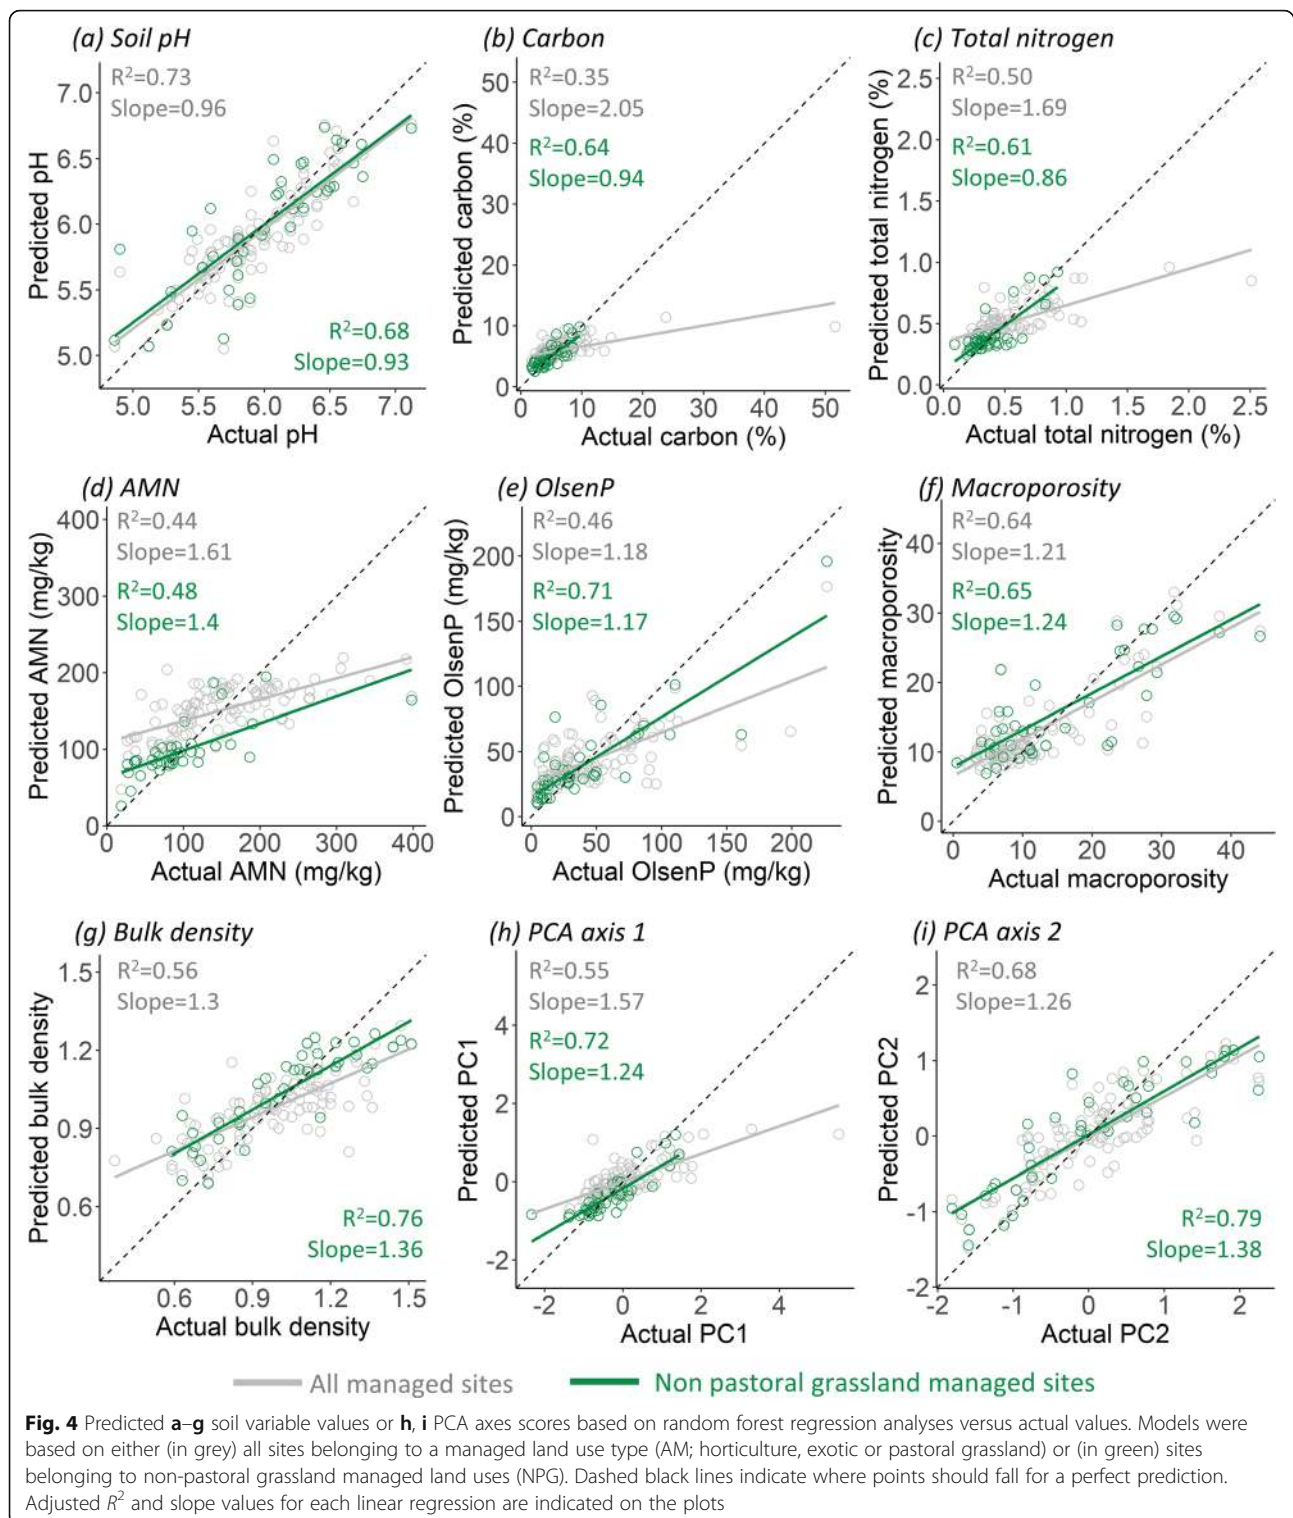 (a) Soil pH
R²=0.73
Slope=0.96
Predicted pH
7.0
6.5
6.0
5.5
5.0
R²=0.68
Slope=0.93
5.0 5.5 6.0 6.5 7.0
Actual pH
(b) Carbon
R²=0.35
Slope=2.05
R²=0.64
Slope=0.94
Predicted carbon (%)
50
40
30
20
10
0
0 10 20 30 40 50
Actual carbon (%)
(c) Total nitrogen
R²=0.50
Slope=1.69
R²=0.61
Slope=0.86
Predicted total nitrogen (%)
2.5
2.0
1.5
1.0
0.5
0.0
0.0 0.5 1.0 1.5 2.0 2.5
Actual total nitrogen (%)
(d) AMN
R²=0.44
Slope=1.61
R²=0.48
Slope=1.4
Predicted AMN (mg/kg)
400
300
200
100
0
0 100 200 300 400
Actual AMN (mg/kg)
(e) OlsenP
R²=0.46
Slope=1.18
R²=0.71
Slope=1.17
Predicted OlsenP (mg/kg)
200
150
100
50
0
0 50 100 150 200
Actual OlsenP (mg/kg)
(f) Macroporosity
R²=0.64
Slope=1.21
R²=0.65
Slope=1.24
Predicted macroporosity
40
30
20
10
0
0 10 20 30 40
Actual macroporosity
(g) Bulk density
R²=0.56
Slope=1.3
Predicted bulk density
1.5
1.2
0.9
0.6
R²=0.76
Slope=1.36
0.6 0.9 1.2 1.5
Actual bulk density
(h) PCA axis 1
R²=0.55
Slope=1.57
R²=0.72
Slope=1.24
Predicted PC1
4
2
0
-2
-2 0 2 4
Actual PC1
(i) PCA axis 2
R²=0.68
Slope=1.26
Predicted PC2
2
1
0
-1
-2
R²=0.79
Slope=1.38
-2 -1 0 1 2
Actual PC2
All managed sites Non pastoral grassland managed sites
Fig. 4 Predicted a–g soil variable values or h, i PCA axes scores based on random forest regression analyses versus actual values. Models were
based on either (in grey) all sites belonging to a managed land use type (AM; horticulture, exotic or pastoral grassland) or (in green) sites
belonging to non-pastoral grassland managed land uses (NPG). Dashed black lines indicate where points should fall for a perfect prediction.
Adjusted R² and slope values for each linear regression are indicated on the plots